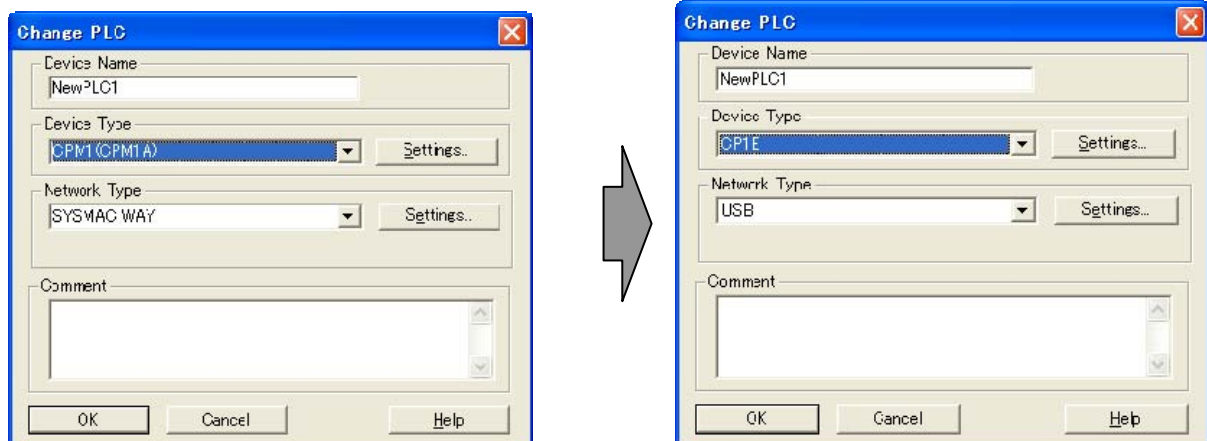 Change PLC
Device Name
NewPLC1
Device Type
CPM1(CPM1A)
Settings..
Network Type
SYSMAC WAY
Settings..
Comment
OK
Cancel
Help
Change PLC
Device Name
NewPLC1
Device Type
CP1E
Settings...
Network Type
USB
Settings...
Comment
OK
Cancel
Help